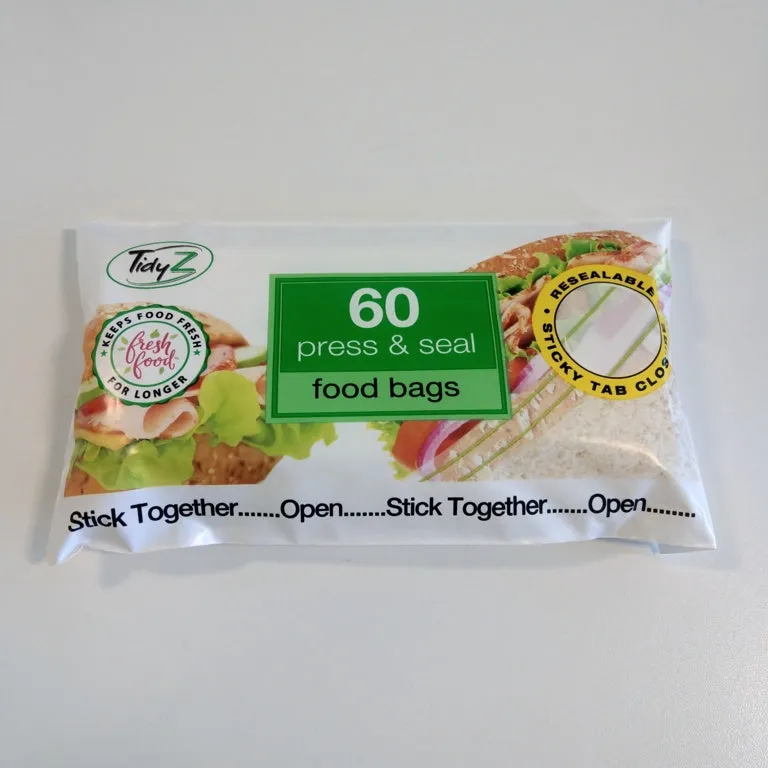 TidyZ
KEEPS FOOD FRESH
fresh
food
FOR LONGER
60
press & seal
food bags
RESEALABLE
STICKY TAB CLOS
Stick Together.......Open.......Stick Together.......Open........